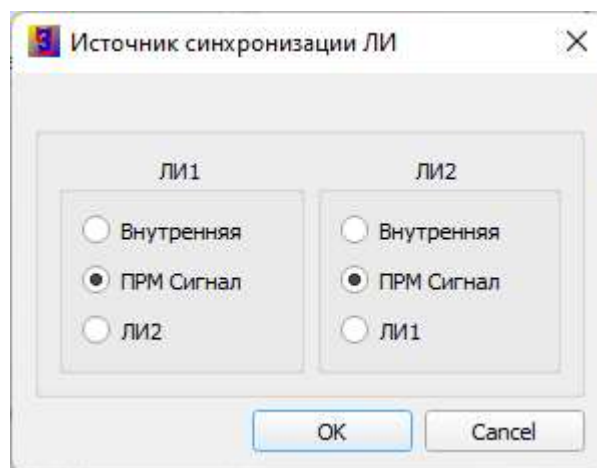 Источник синхронизации ЛИ
ЛИ1
Внутренняя
ПРМ Сигнал
ЛИ2
ЛИ2
Внутренняя
ПРМ Сигнал
ЛИ1
OK
Cancel